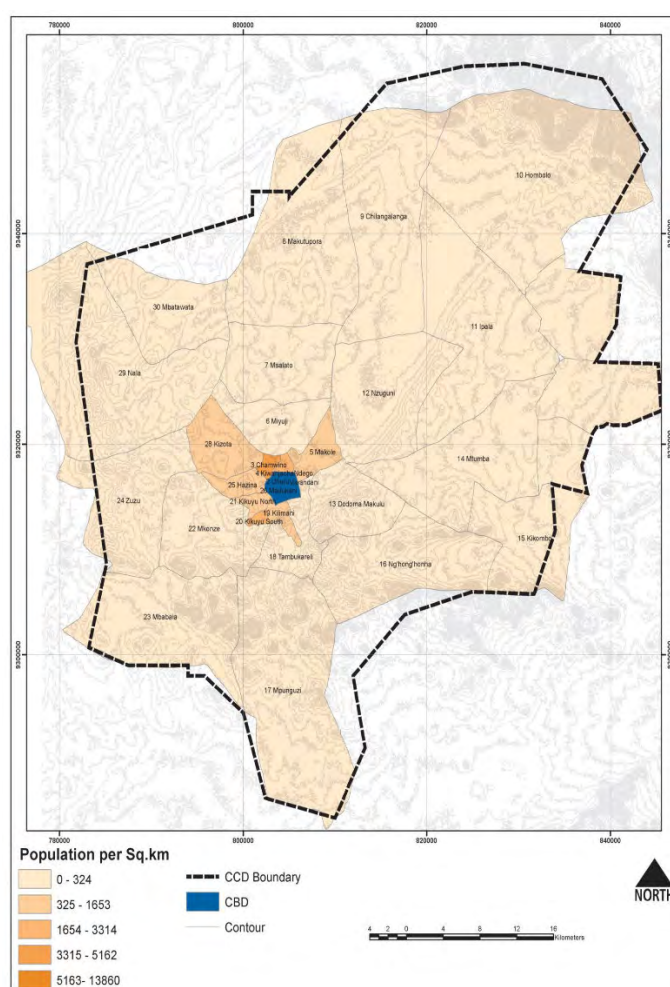 780000 800000 820000 840000
10 Hombolo
9 Chilangalanga
9340000
8 Makutupora
30 Mbatawata
11 Ipala
7 Msalato
29 Nala
12 Nzuguni
6 Miyuji
9320000
28 Kizota
5 Makole
3 Chamwino
14 Mtumba
25 Hazina
24 Zuzu
21 Kikuyu North
13 Dodoma Makulu
19 Kilimani
20 Kikuyu South
22 Mkonze
15 Kikombo
18 Tambukareli
16 Ng'hong'honha
23 Mbabala
9300000
17 Mpunguzi
780000 800000 820000 840000
Population per Sq.km
0 - 324
325 - 1653
1654 - 3314
3315 - 5162
5163- 13860
CCD Boundary
CBD
Contour
NORTH
4 2 0 4 8 12 16
Kilometers